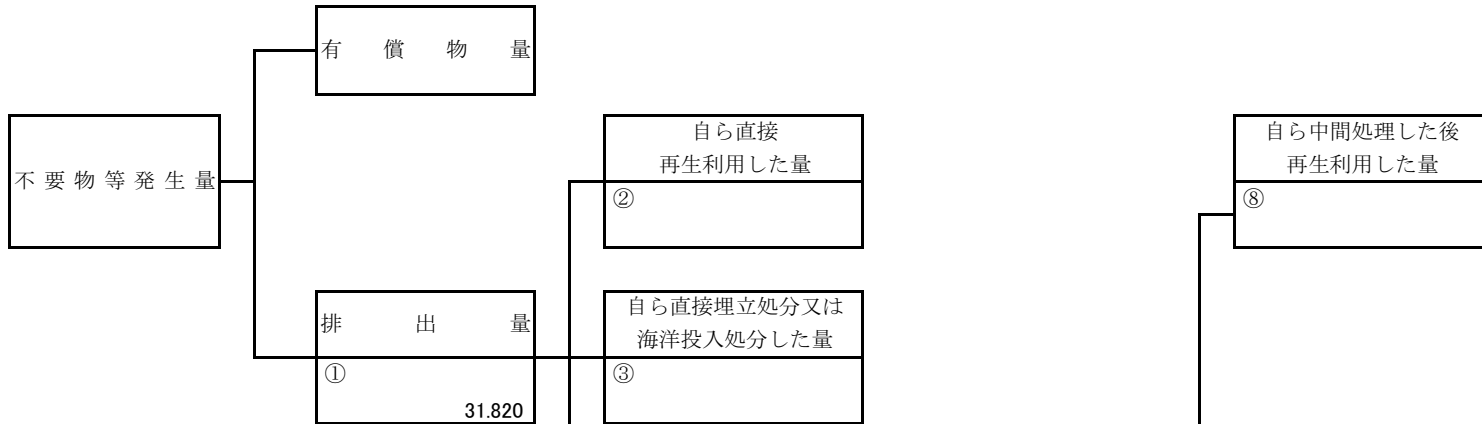 有償物量
自ら直接
再生利用した量
②
自ら中間処理した後
再生利用した量
⑧
不要物等発生量
排出量
①
31.820
自ら直接埋立処分又は
海洋投入処分した量
③